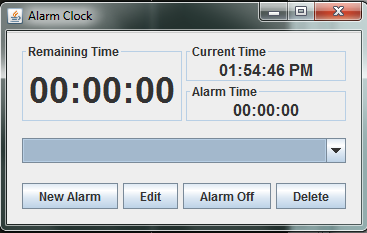 Alarm Clock
Remaining Time
00:00:00
Current Time
01:54:46 PM
Alarm Time
00:00:00
New Alarm
Edit
Alarm Off
Delete